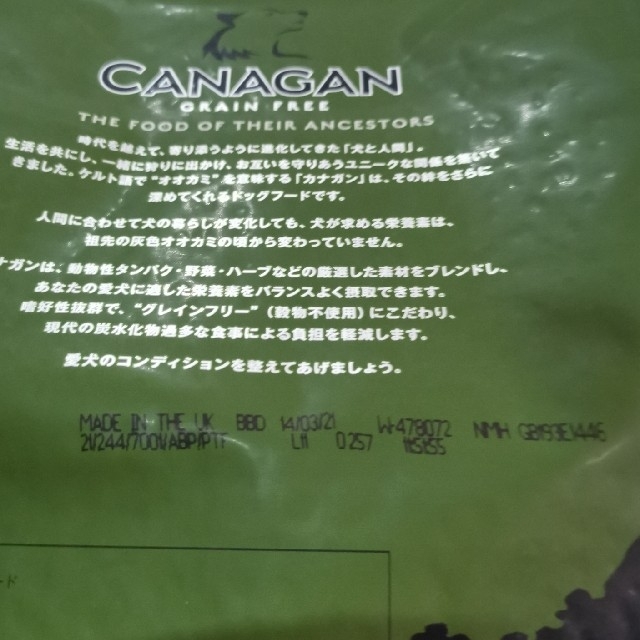 CANAGAN
GRAIN FREE
THE FOOD OF THEIR ANCESTORS
時代を越えて、寄り添うように進化してきた「犬と人間」。
生活を共にし、一緒に狩りに出かけ、お互いを守りあうユニークな関係を築いて
きました。ケルト語で“オオカミ”を意味する「カナガン」は、その絆をさらに
深めてくれるドッグフードです。
人間に合わせて犬の暮らしが変化しても、犬が求める栄養素は、
祖先の灰色オオカミの頃から変わっていません。
ナガンは、動物性タンパク・野菜・ハーブなどの厳選した素材をブレンドし、
あなたの愛犬に適した栄養素をバランスよく摂取できます。
嗜好性抜群で、“グレインフリー”（穀物不使用）にこだわり、
現代の炭水化物過多な食事による負担を軽減します。
愛犬のコンディションを整えてあげましょう。
MADE IN THE UK BBD 14/03/21 W-478072 NMH
21/244/7001/ABP/PTF 0257
ード